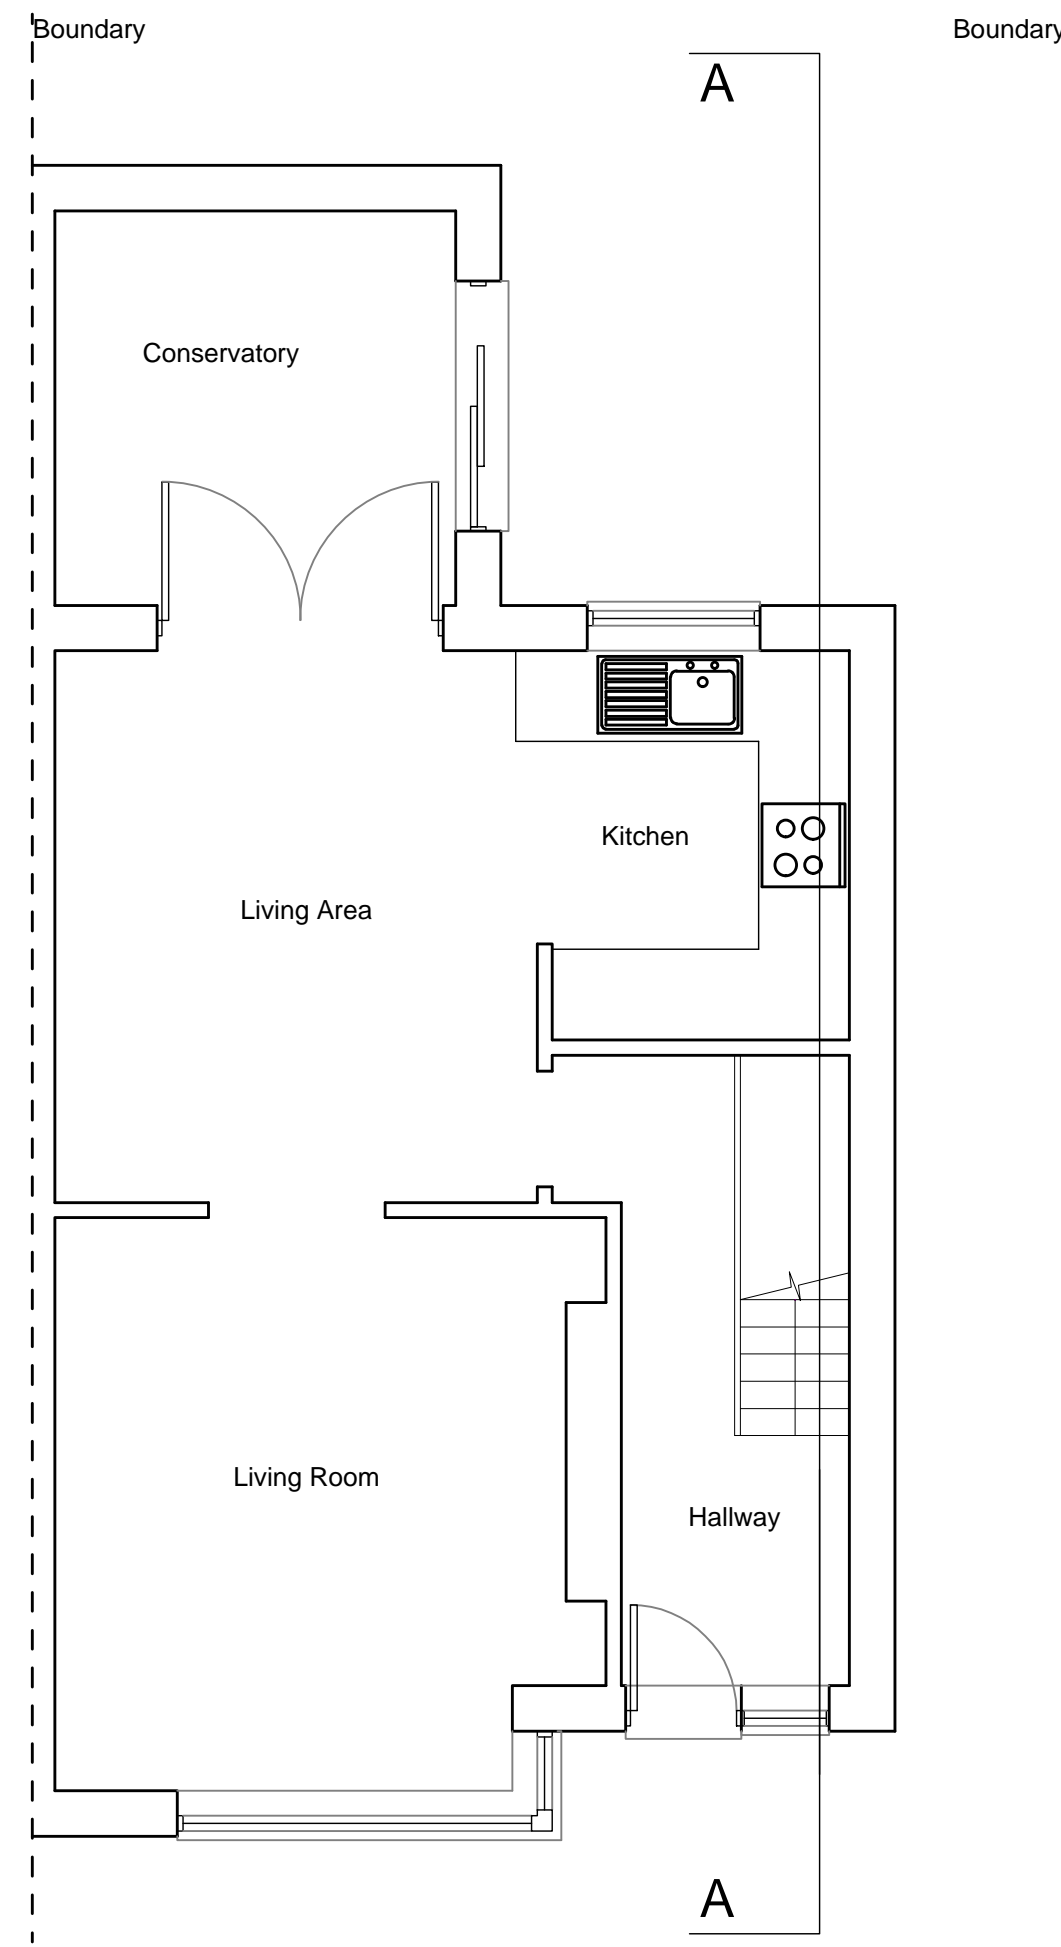 Boundary
Boundary
A
Conservatory
Kitchen
Living Area
Living Room
Hallway
A